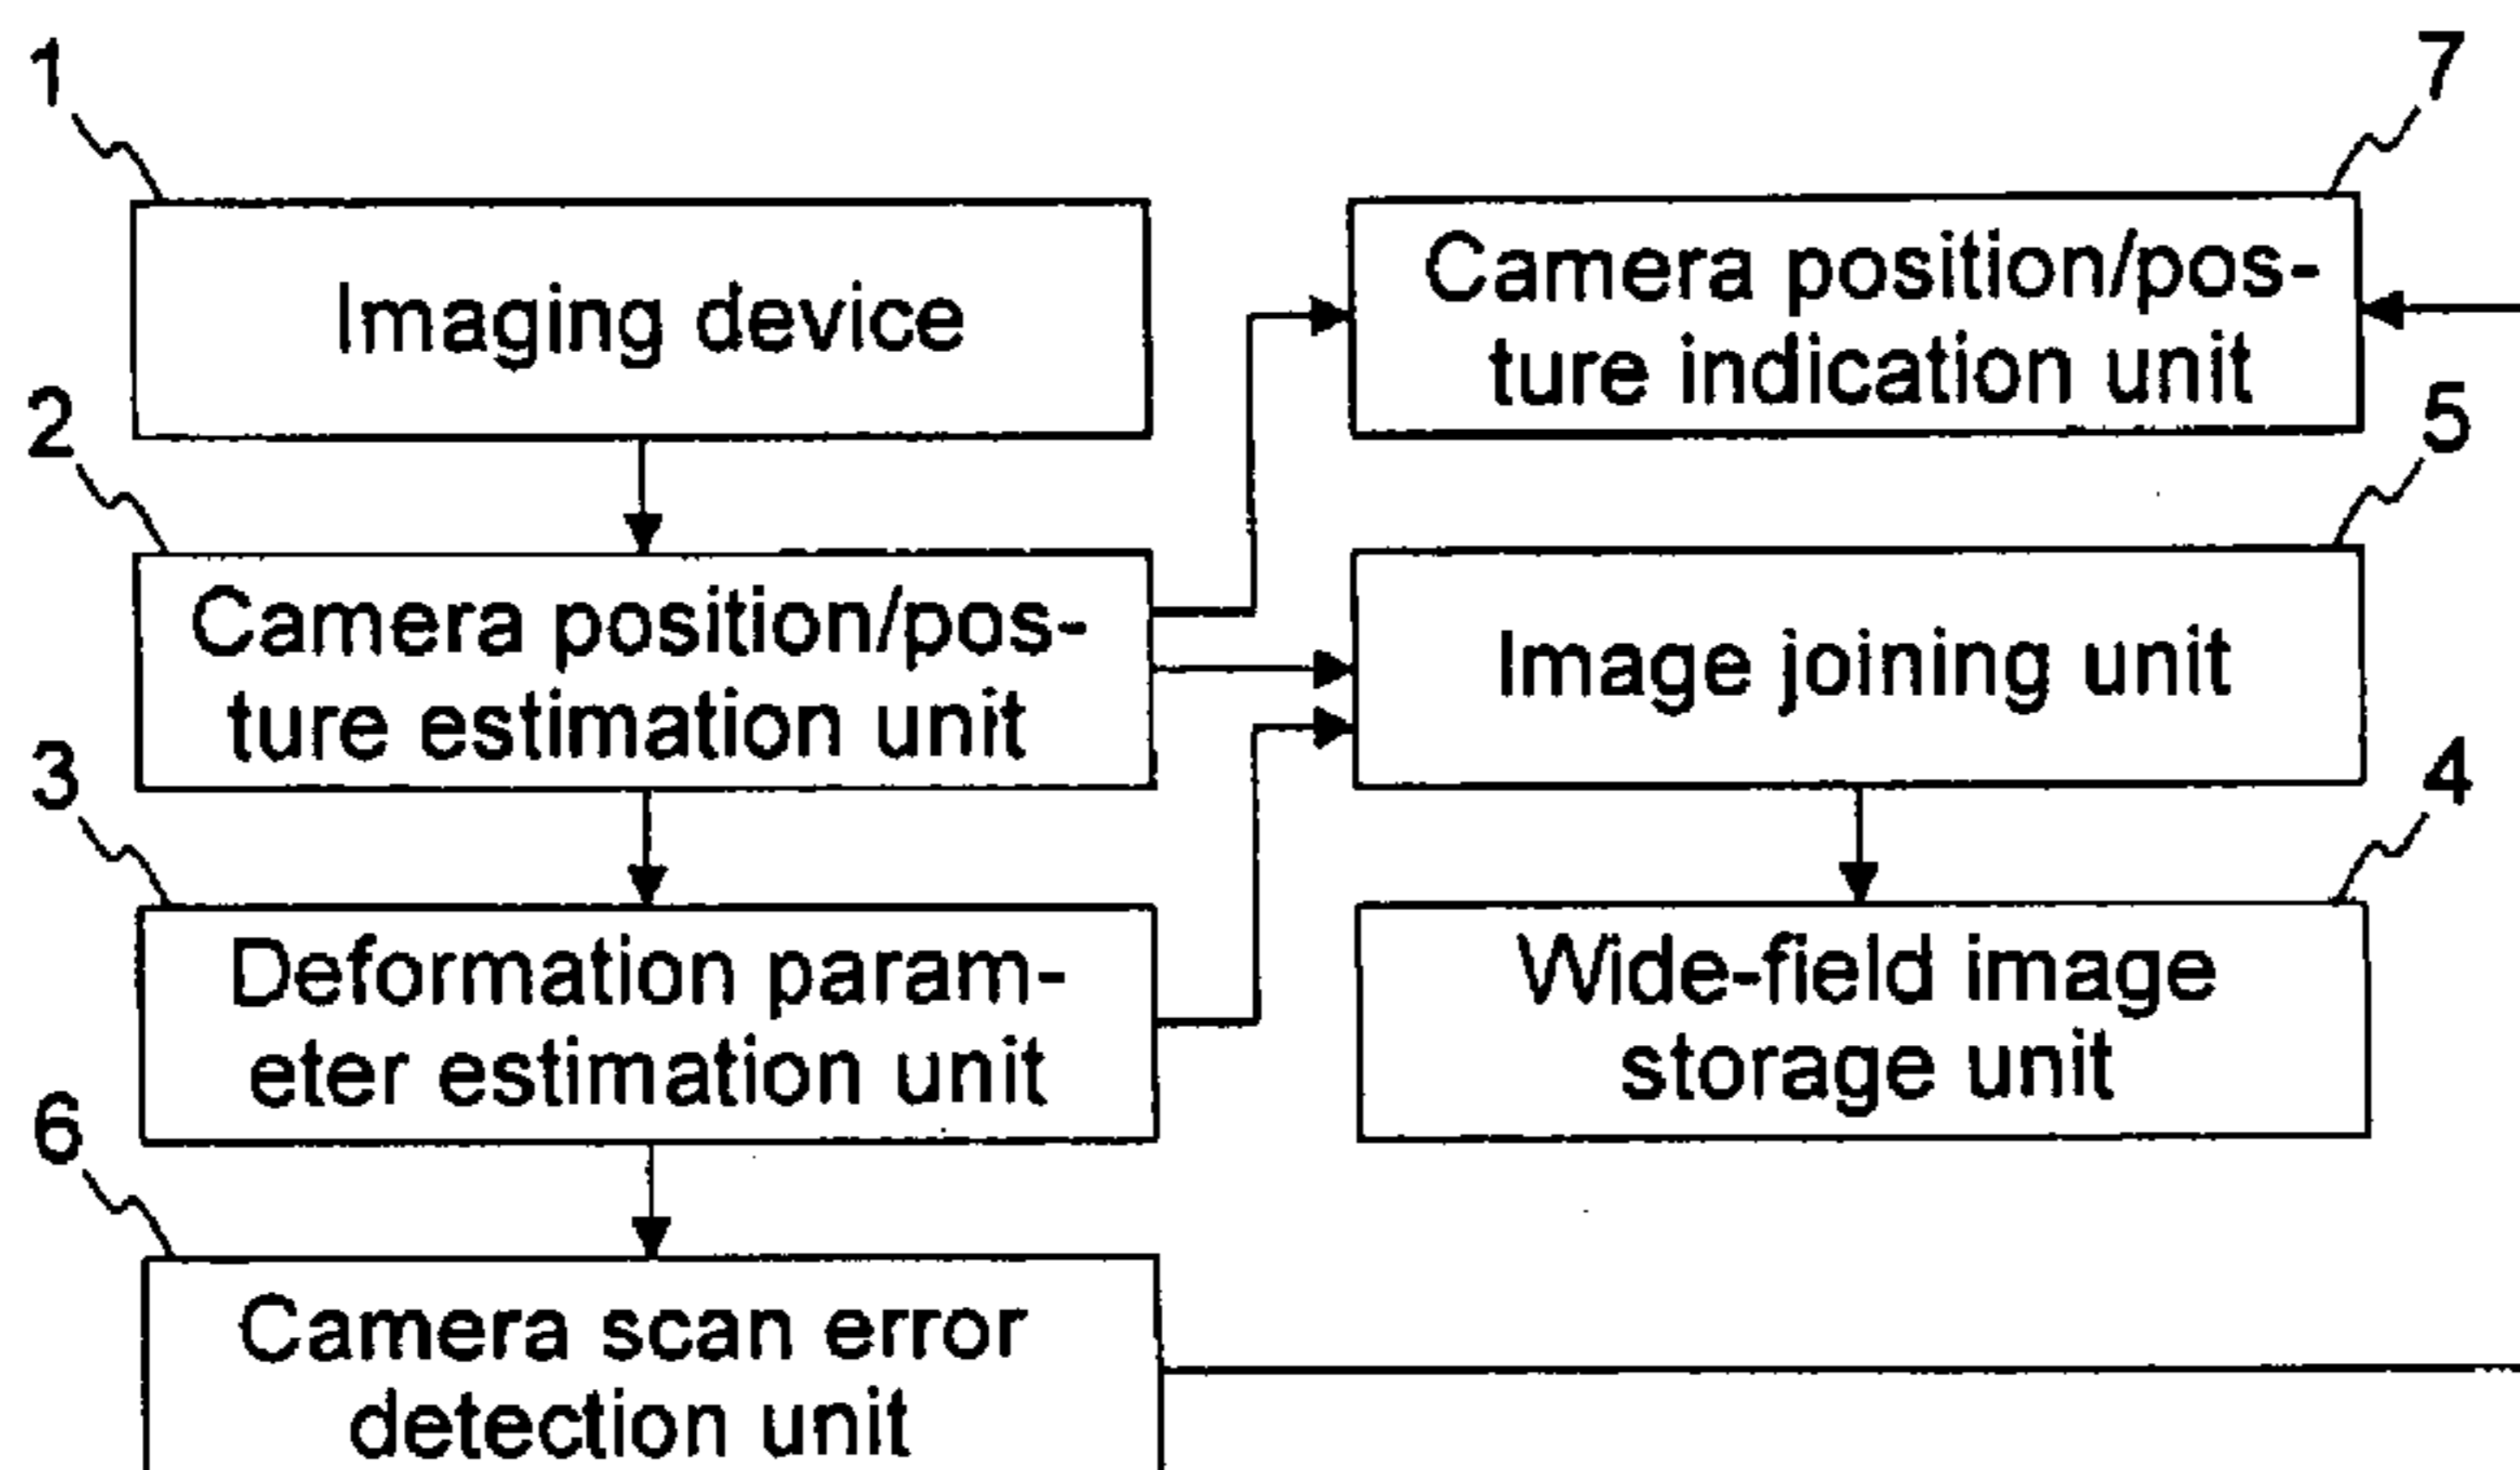 1
7
Imaging device
Camera position/pos-
ture indication unit
2
5
Camera position/pos-
ture estimation unit
Image joining unit
3
4
Deformation param-
eter estimation unit
Wide-field image
storage unit
6
Camera scan error
detection unit